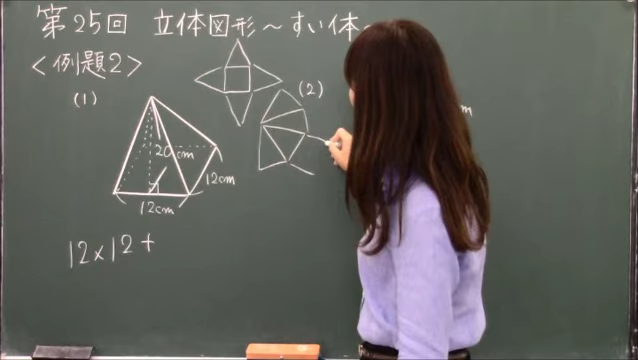 第25回 立体図形～すい体～
<例題2>
(1)
(2)
20cm
12cm
12cm
12×12+
m